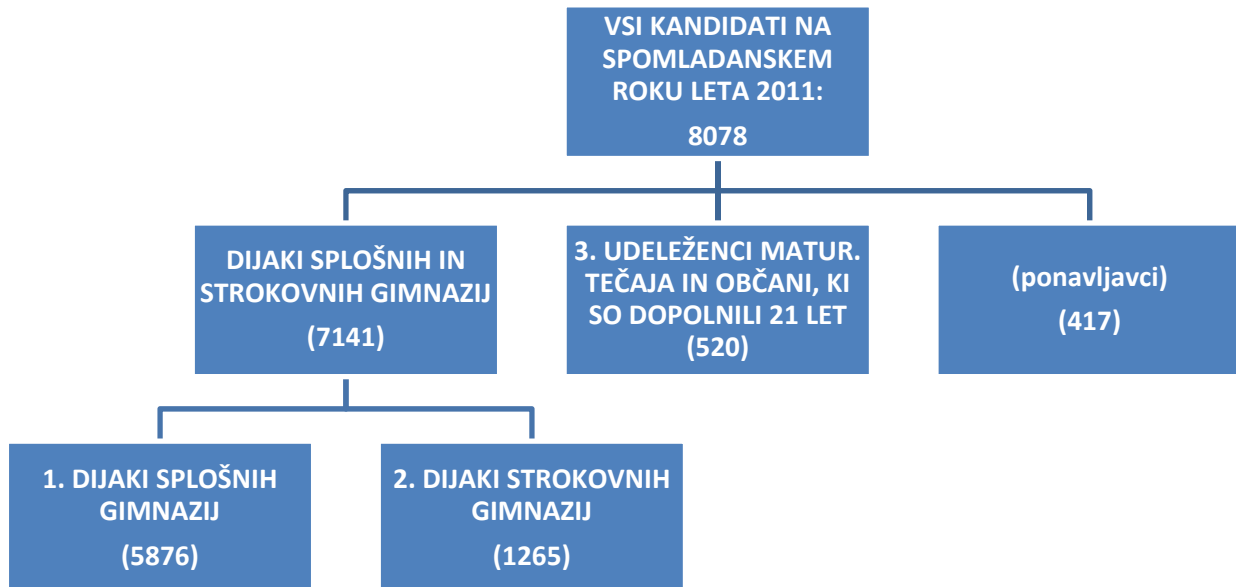 VSI KANDIDATI NA
SPOMLADANSKEM
ROKU LETA 2011:
8078
DIJAKI SPLOŠNIH IN
STROKOVNIH GIMNAZIJ
(7141)
3. UDELEŽENCI MATUR.
TEČAJA IN OBČANI, KI
SO DOPOLNILI 21 LET
(520)
(ponavljavci)
(417)
1. DIJAKI SPLOŠNIH
GIMNAZIJ
(5876)
2. DIJAKI STROKOVNIH
GIMNAZIJ
(1265)